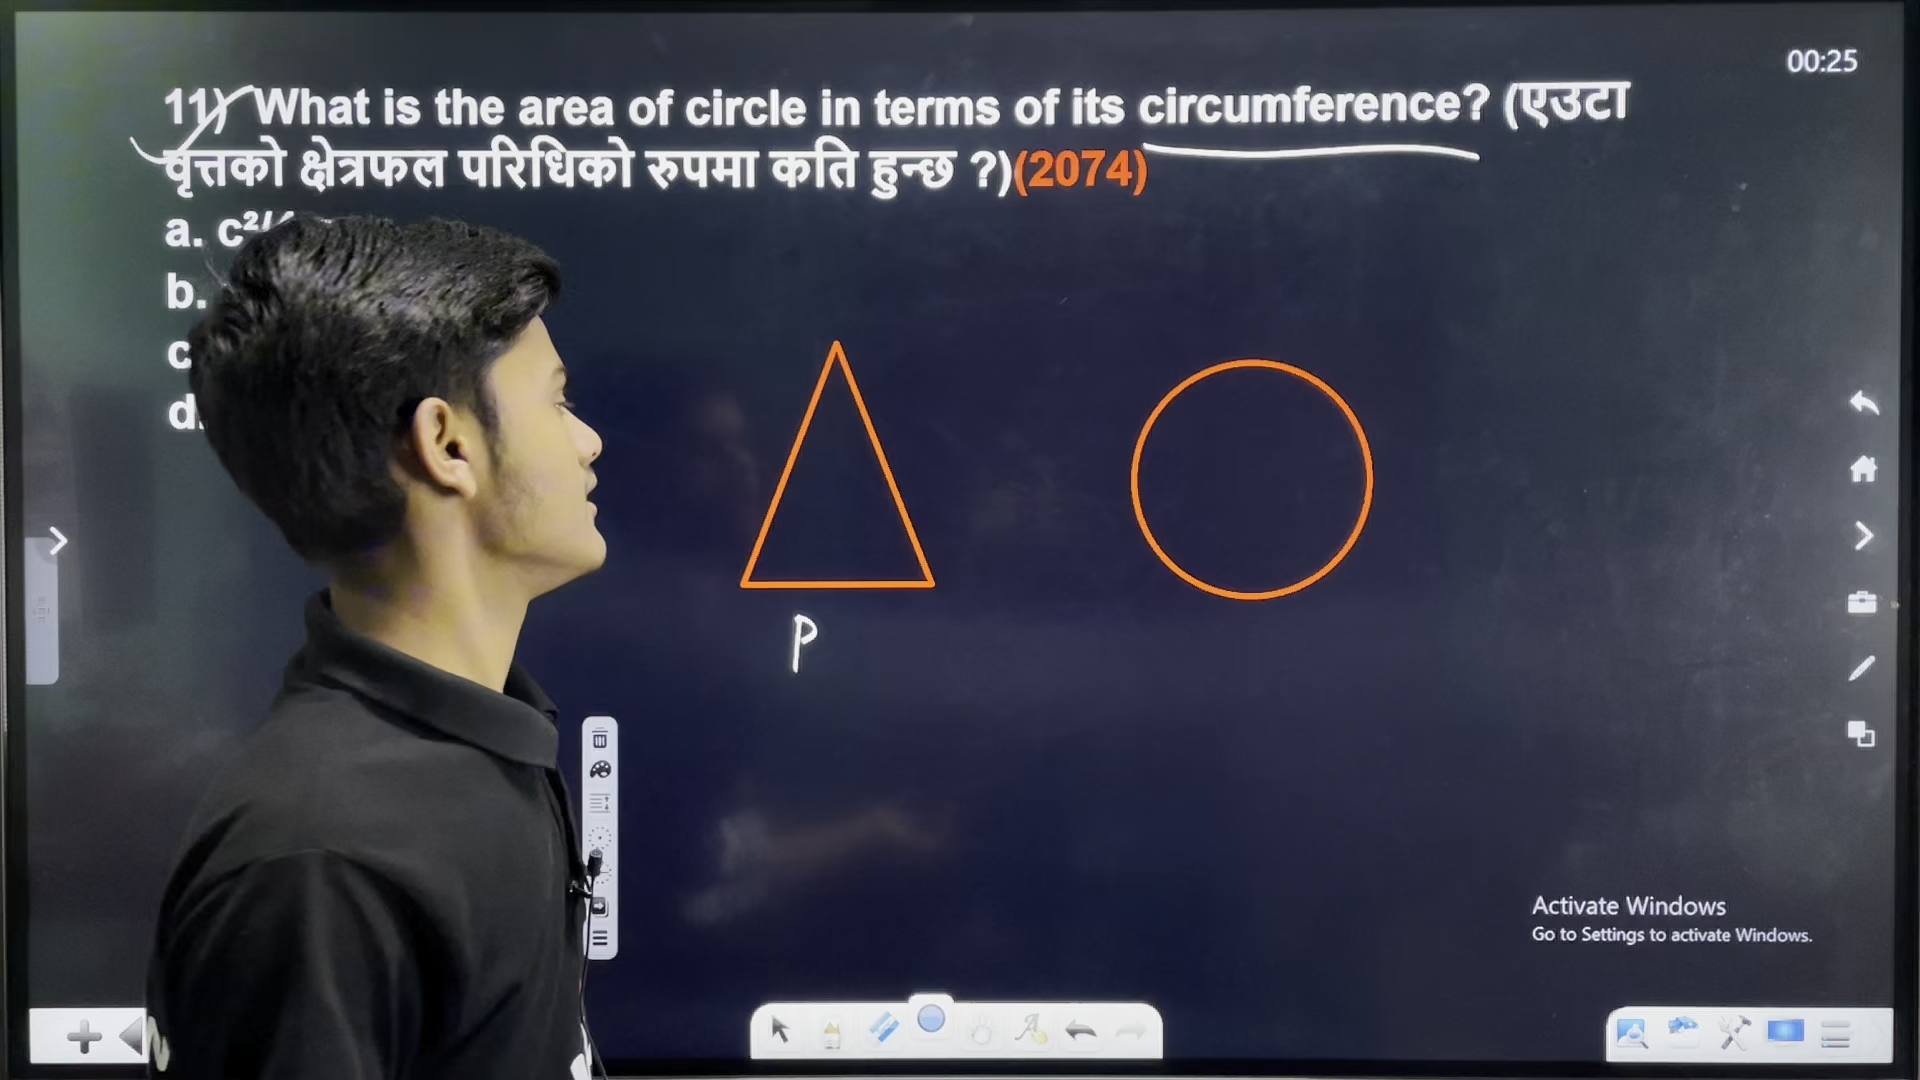 00:25
11) What is the area of circle in terms of its circumference? (एउटा
वृत्तको क्षेत्रफल परिधिको रुपमा कति हुन्छ ?)(2074)
a. c²/
b.
c
d.
P
Activate Windows
Go to Settings to activate Windows.